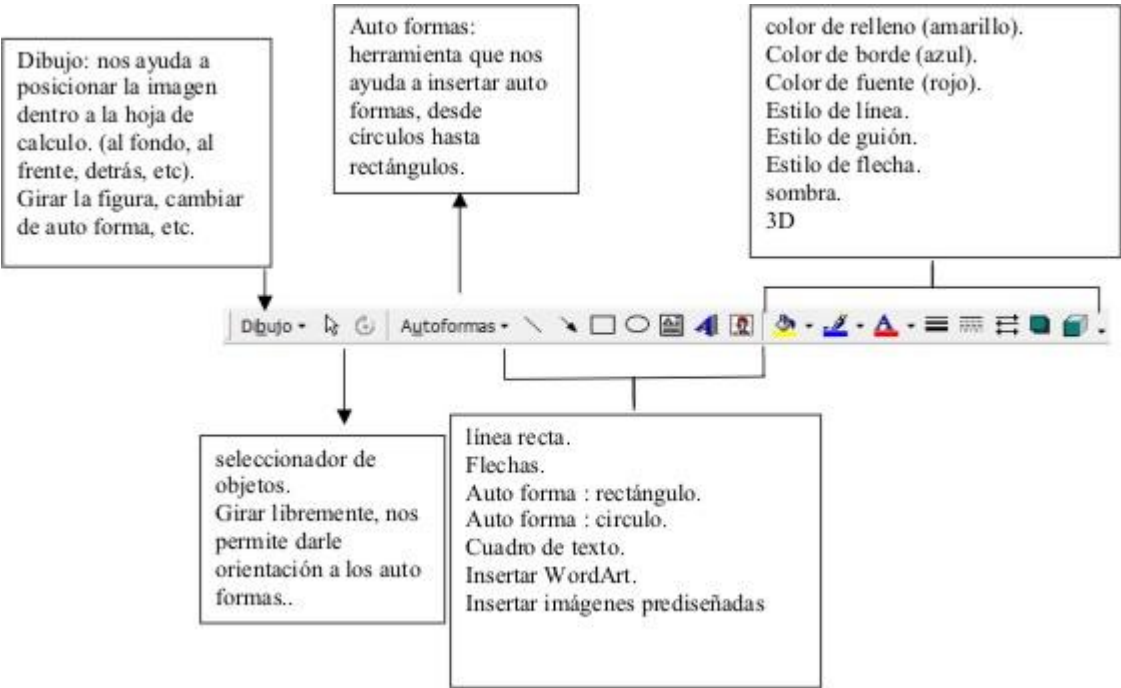 Dibujo: nos ayuda a
posicionar la imagen
dentro a la hoja de
calculo. (al fondo, al
frente, detrás, etc).
Girar la figura, cambiar
de auto forma, etc.
Auto formas:
herramienta que nos
ayuda a insertar auto
formas, desde
círculos hasta
rectángulos.
color de relleno (amarillo).
Color de borde (azul).
Color de fuente (rojo).
Estilo de línea.
Estilo de guión.
Estilo de flecha.
sombra.
3D
Dibujo Autoformas
seleccionador de
objetos.
Girar libremente, nos
permite darle
orientación a los auto
formas..
línea recta.
Flechas.
Auto forma : rectángulo.
Auto forma : circulo.
Cuadro de texto.
Insertar WordArt.
Insertar imágenes prediseñadas